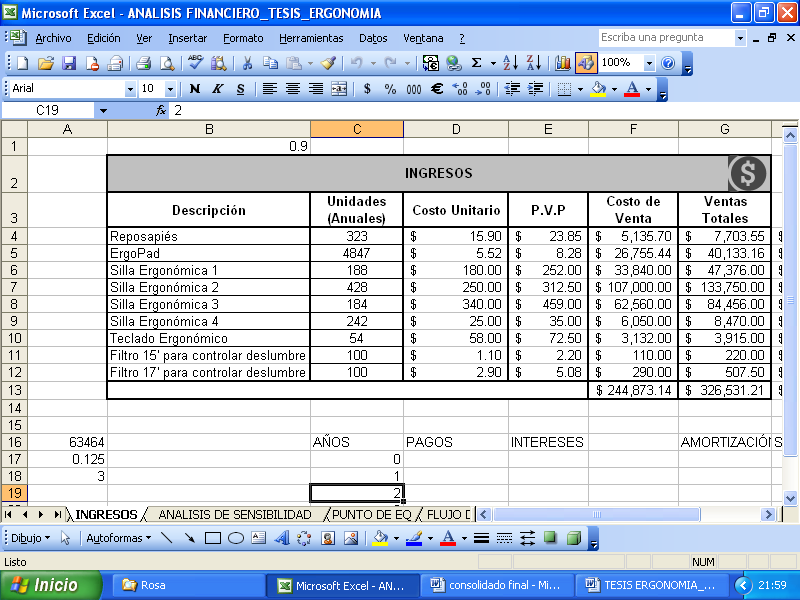 Microsoft Excel - ANALISIS FINANCIERO_TESIS_ERGONOMIA
Archivo Edición Ver Insertar Formato Herramientas Datos Ventana ? Escriba una pregunta
Σ 100%
Arial 10 N K S $ % 000 €
C19 fx 2
A B C D E F G
1 0.9
2 INGRESOS $
3 Descripción Unidades (Anuales) Costo Unitario P.V.P Costo de Venta Ventas Totales
4 Reposapiés 323 $ 15.90 $ 23.85 $ 5,135.70 $ 7,703.55 $
5 ErgoPad 4847 $ 5.52 $ 8.28 $ 26,755.44 $ 40,133.16 $
6 Silla Ergonómica 1 188 $ 180.00 $ 252.00 $ 33,840.00 $ 47,376.00 $
7 Silla Ergonómica 2 428 $ 250.00 $ 312.50 $ 107,000.00 $ 133,750.00 $
8 Silla Ergonómica 3 184 $ 340.00 $ 459.00 $ 62,560.00 $ 84,456.00 $
9 Silla Ergonómica 4 242 $ 25.00 $ 35.00 $ 6,050.00 $ 8,470.00 $
10 Teclado Ergonómico 54 $ 58.00 $ 72.50 $ 3,132.00 $ 3,915.00 $
11 Filtro 15' para controlar deslumbre 100 $ 1.10 $ 2.20 $ 110.00 $ 220.00 $
12 Filtro 17' para controlar deslumbre 100 $ 2.90 $ 5.08 $ 290.00 $ 507.50 $
13 $ 244,873.14 $ 326,531.21 $
14
15
16 63464 AÑOS PAGOS INTERESES AMORTIZACIÓN S
17 0.125 0
18 3 1
19 2
INGRESOS ANALISIS DE SENSIBILIDAD PUNTO DE EQ FLUJO D
Dibujo Autoformas
Listo NUM
Inicio Rosa Microsoft Excel - AN... consolidado final - Mi... TESIS ERGONOMIA_... 21:59